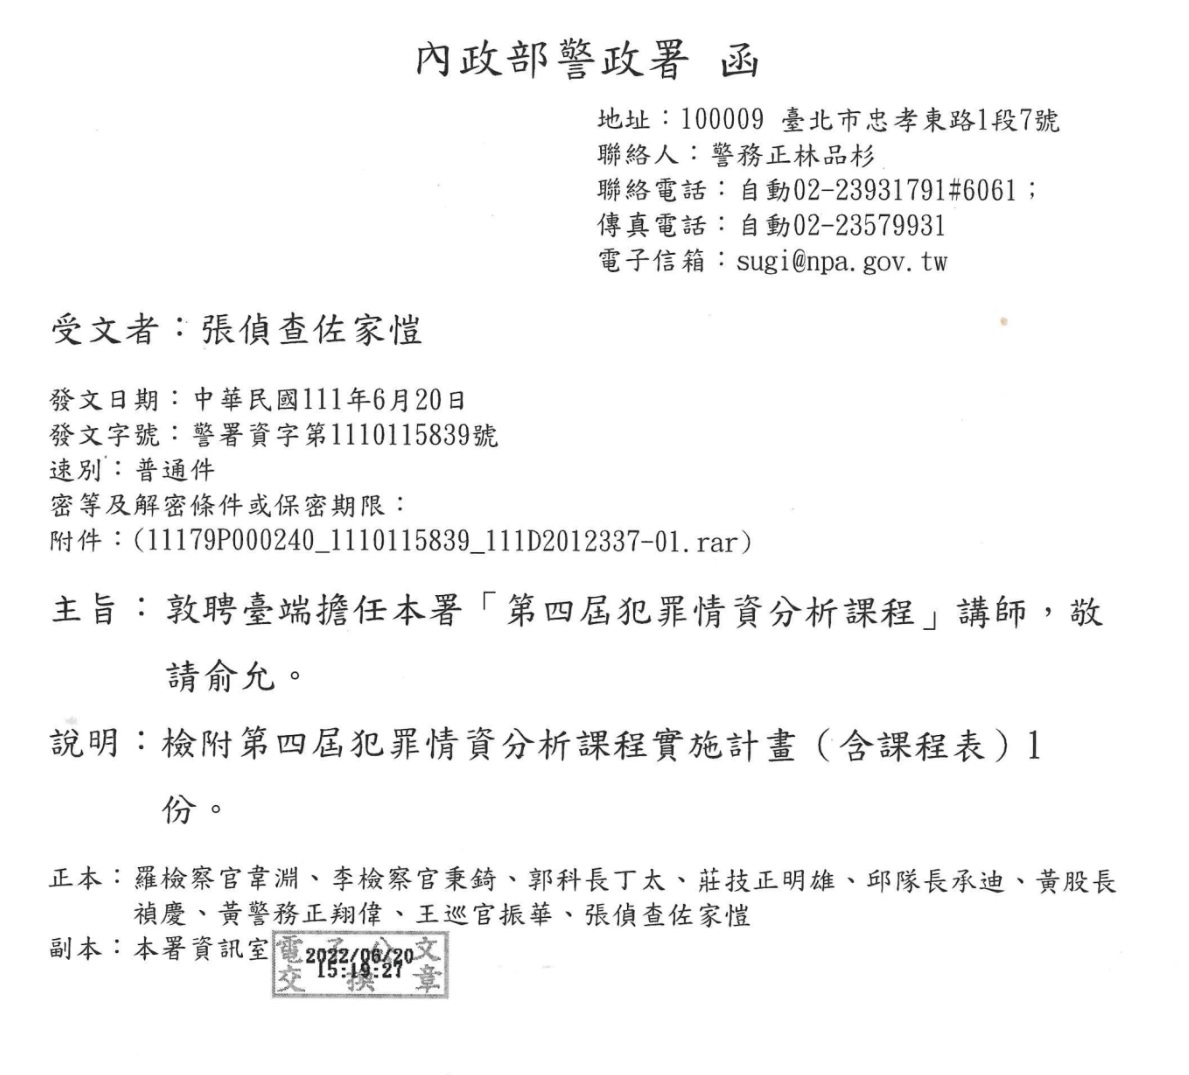 內政部警政署 函
地址：100009 臺北市忠孝東路1段7號
聯絡人：警務正林品杉
聯絡電話：自動02-23931791#6061；
傳真電話：自動02-23579931
電子信箱：sugi@npa.gov.tw
受文者：張偵查佐家愷
發文日期：中華民國111年6月20日
發文字號：警署資字第1110115839號
速別：普通件
密等及解密條件或保密期限：
附件：(11179P000240_1110115839_111D2012337-01.rar)
主旨：敦聘臺端擔任本署「第四屆犯罪情資分析課程」講師，敬
請俞允。
說明：檢附第四屆犯罪情資分析課程實施計畫（含課程表）1
份。
正本：羅檢察官韋淵、李檢察官秉錡、郭科長丁太、莊技正明雄、邱隊長承迪、黃股長
禎慶、黃警務正翔偉、王巡官振華、張偵查佐家愷
副本：本署資訊室
電子公文
2022/06/20
15:19:27
交換章